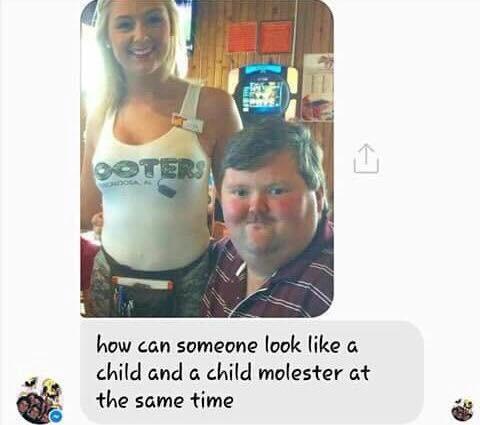 OOTERS
how can someone look like a
child and a child molester at
the same time